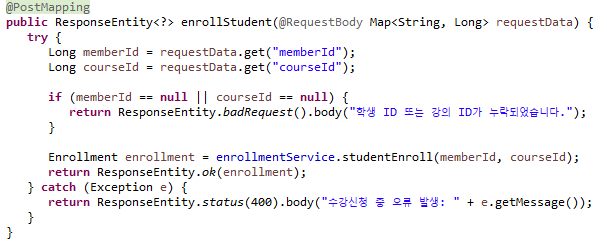 @PostMapping
public ResponseEntity<?> enrollStudent(@RequestBody Map<String, Long> requestData) {
    try {
        Long memberId = requestData.get("memberId");
        Long courseId = requestData.get("courseId");

        if (memberId == null || courseId == null) {
            return ResponseEntity.badRequest().body("학생 ID 또는 강의 ID가 누락되었습니다.");
        }

        Enrollment enrollment = enrollmentService.studentEnroll(memberId, courseId);
        return ResponseEntity.ok(enrollment);
    } catch (Exception e) {
        return ResponseEntity.status(400).body("수강신청 중 오류 발생: " + e.getMessage());
    }
}